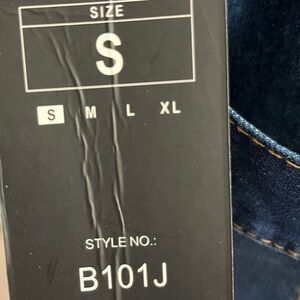 SIZE
S
S M L XL
STYLE NO.:
B101J